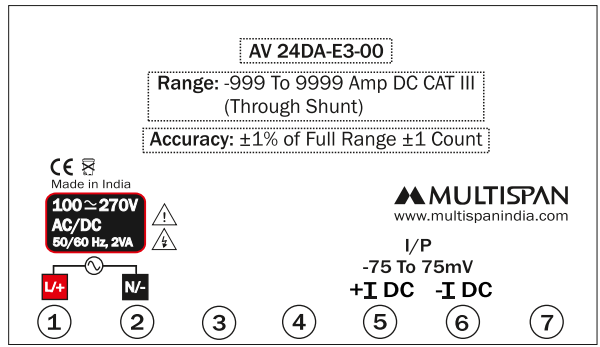 AV 24DA-E3-00
Range: -999 To 9999 Amp DC CAT III
(Through Shunt)
Accuracy: ±1% of Full Range ±1 Count
CE
Made in India
100≃270V
AC/DC
50/60 Hz, 2VA
MULTISPAN
www.multispanindia.com
I/P
-75 To 75mV
+I DC -I DC
L/+ N/-
1 2 3 4 5 6 7